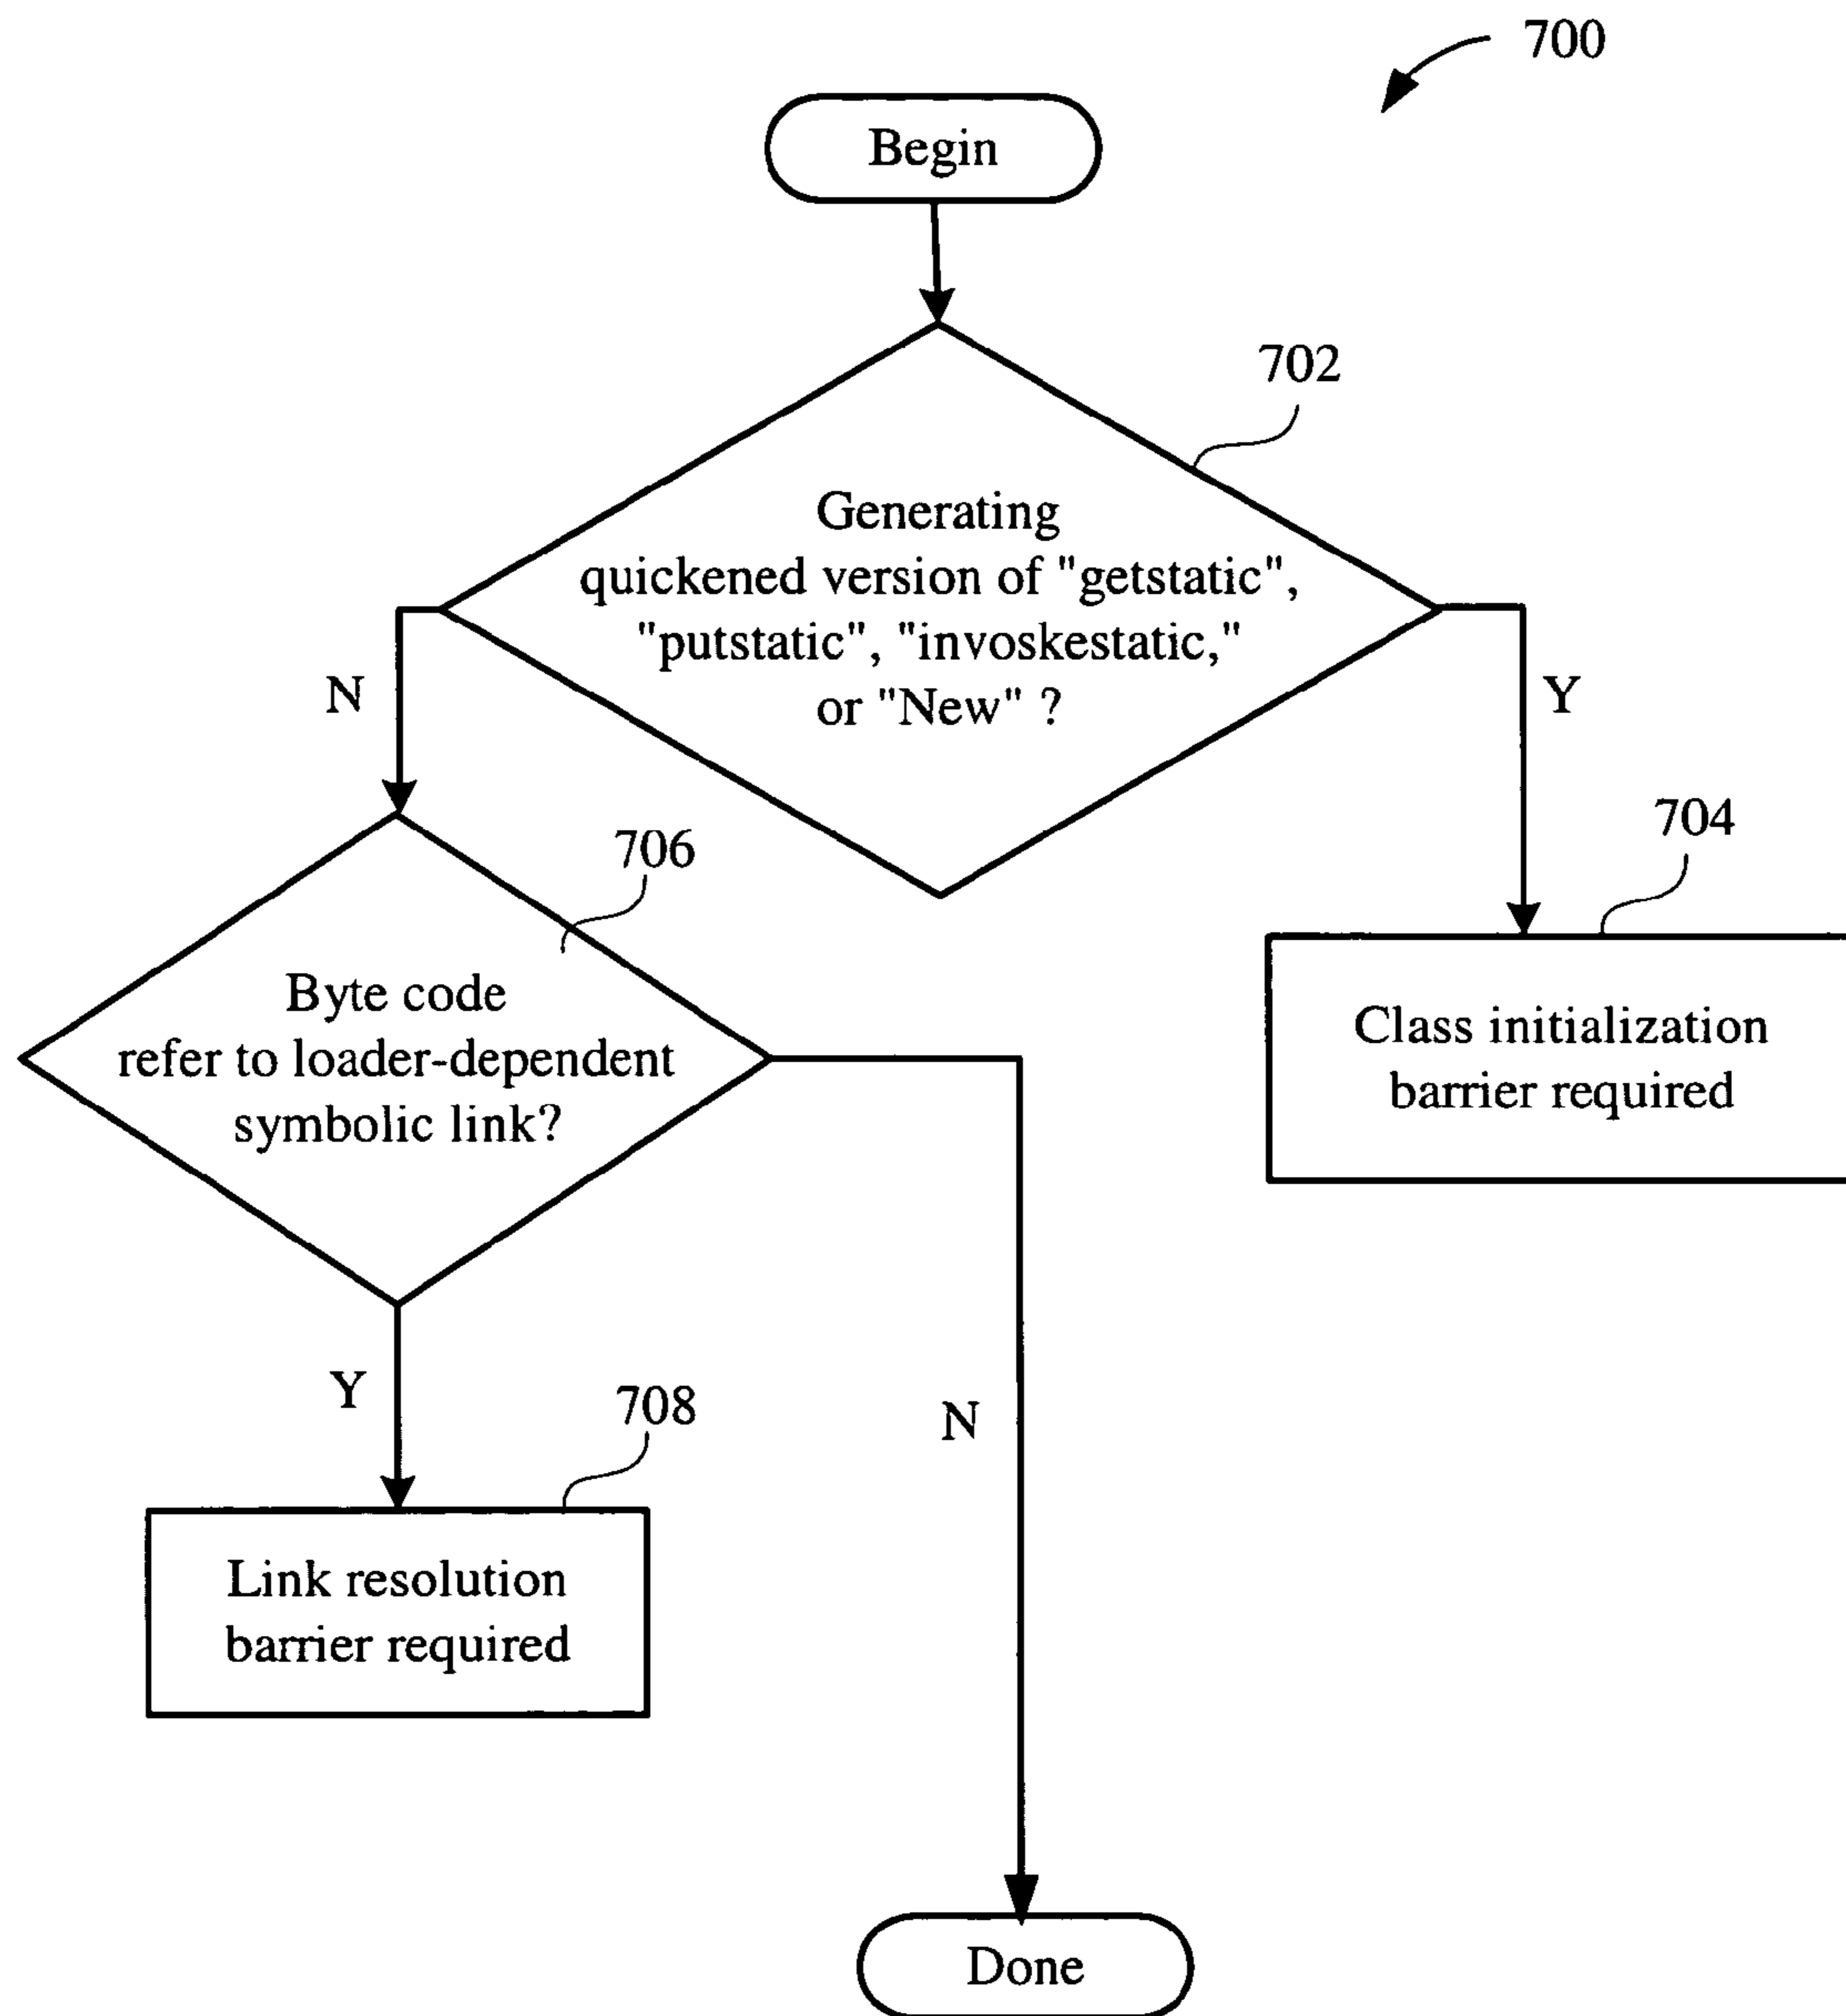 700
Begin
702
Generating
quickened version of "getstatic",
"putstatic", "invoskestatic,"
or "New" ?
N
Y
704
706
Byte code
refer to loader-dependent
symbolic link?
Class initialization
barrier required
Y
708
N
Link resolution
barrier required
Done